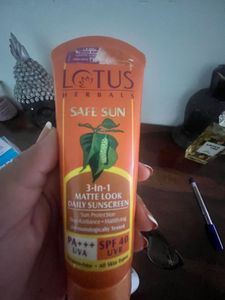 LOTUS
HERBALS
SAFE SUN
3-in-1
MATTE LOOK
DAILY SUNSCREEN
Sun Protection
Mattifying
Dermatologically Tested
PA+++
UVA
SPF 40
UVB
All Skin Types